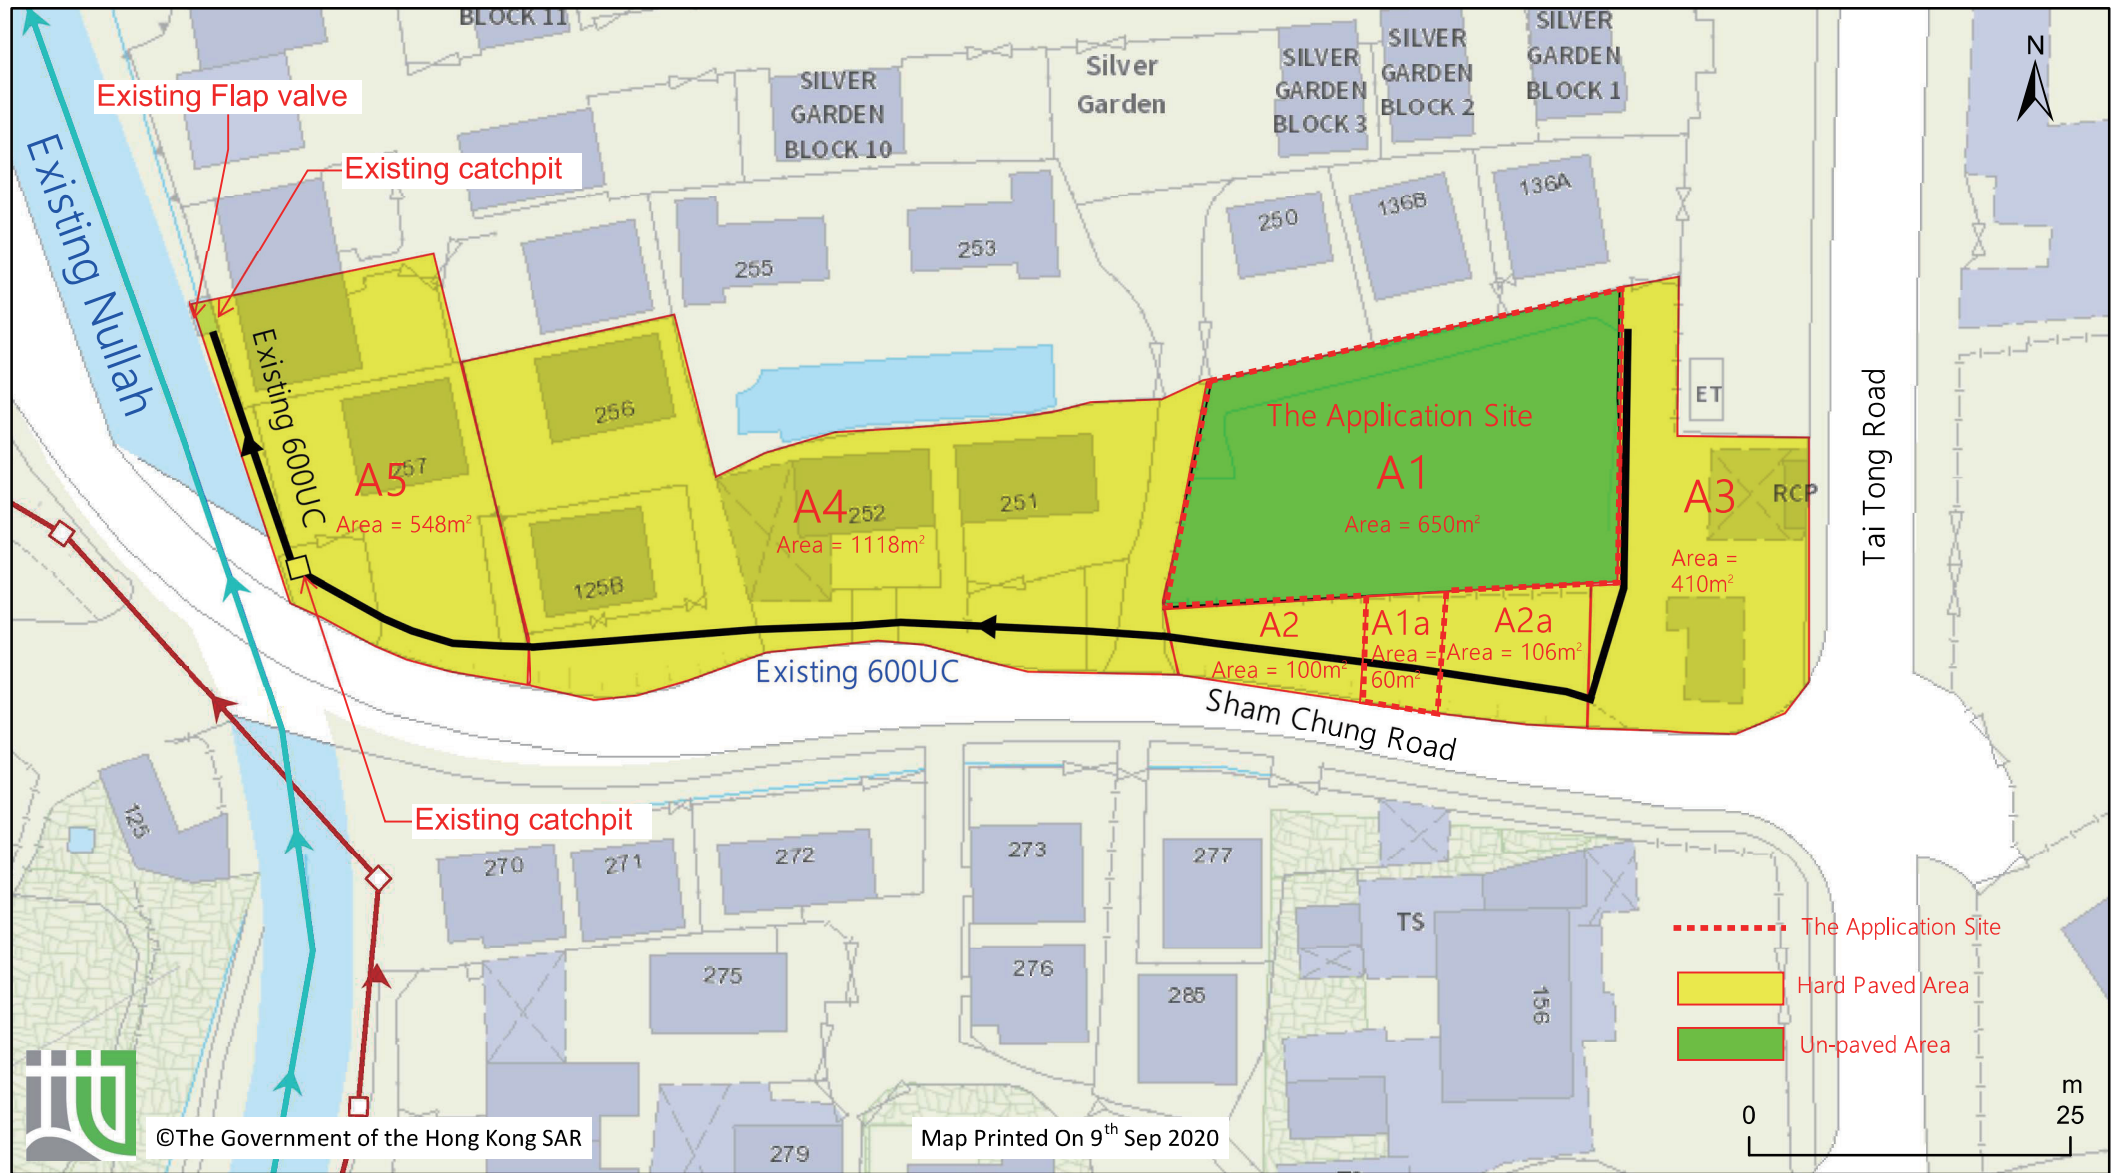 BLOCK 11
SILVER
GARDEN
BLOCK 10
Silver
Garden
SILVER
GARDEN
BLOCK 3
SILVER
GARDEN
BLOCK 2
SILVER
GARDEN
BLOCK 1
N
Existing Flap valve
Existing catchpit
Existing Nullah
Existing 600UC
255
253
250
136B
136A
256
257
A5
Area = 548m²
125B
A4
252
Area = 1118m²
251
The Application Site
A1
Area = 650m²
ET
A3
RCP
Area =
410m²
Tai Tong Road
A2
Area = 100m²
A1a
Area =
60m²
A2a
Area = 106m²
Existing 600UC
Sham Chung Road
Existing catchpit
125
270
271
272
273
277
TS
275
276
285
156
279
The Application Site
Hard Paved Area
Un-paved Area
m
0
25
©The Government of the Hong Kong SAR
Map Printed On 9th Sep 2020